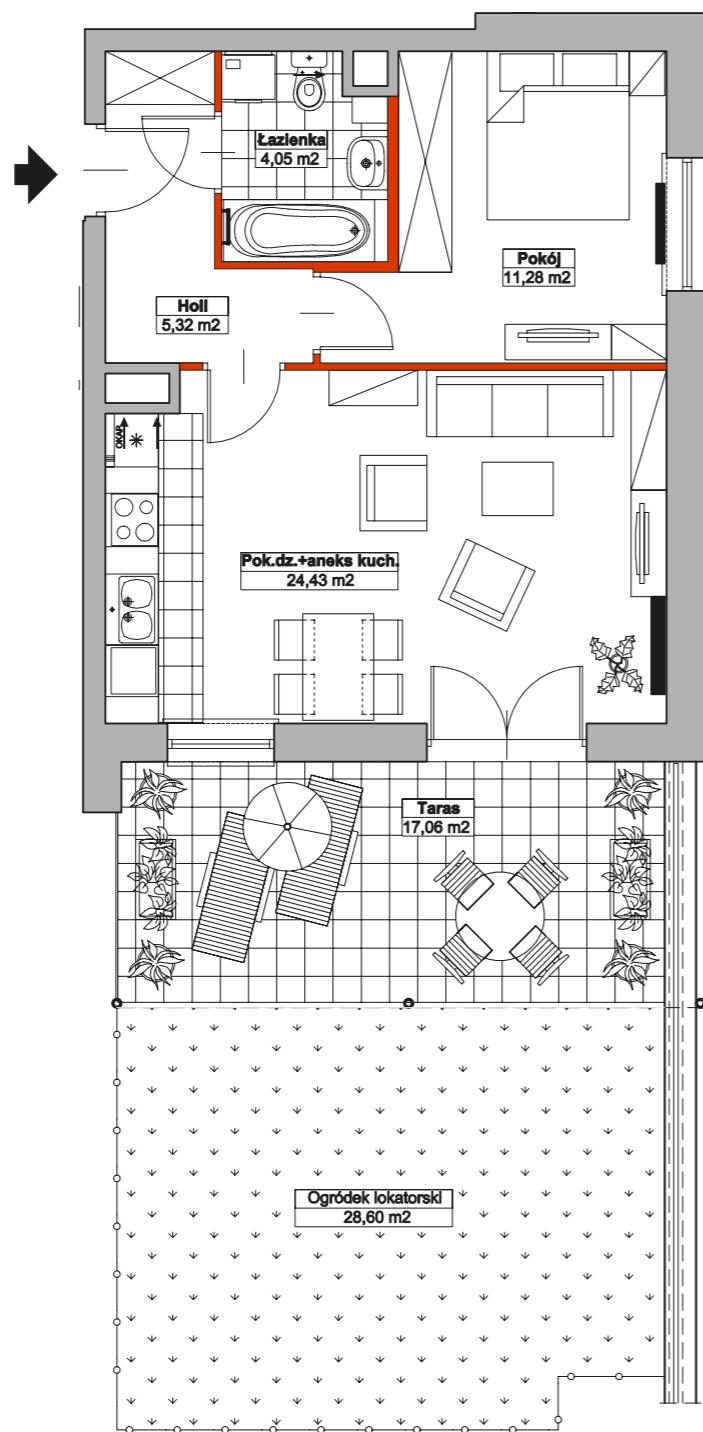 Łazienka
4,05 m2
Pokój
11,28 m2
Holl
5,32 m2
OKAP
Pok.dz.+aneks kuch.
24,43 m2
Taras
17,06 m2
Ogródek lokatorski
28,60 m2